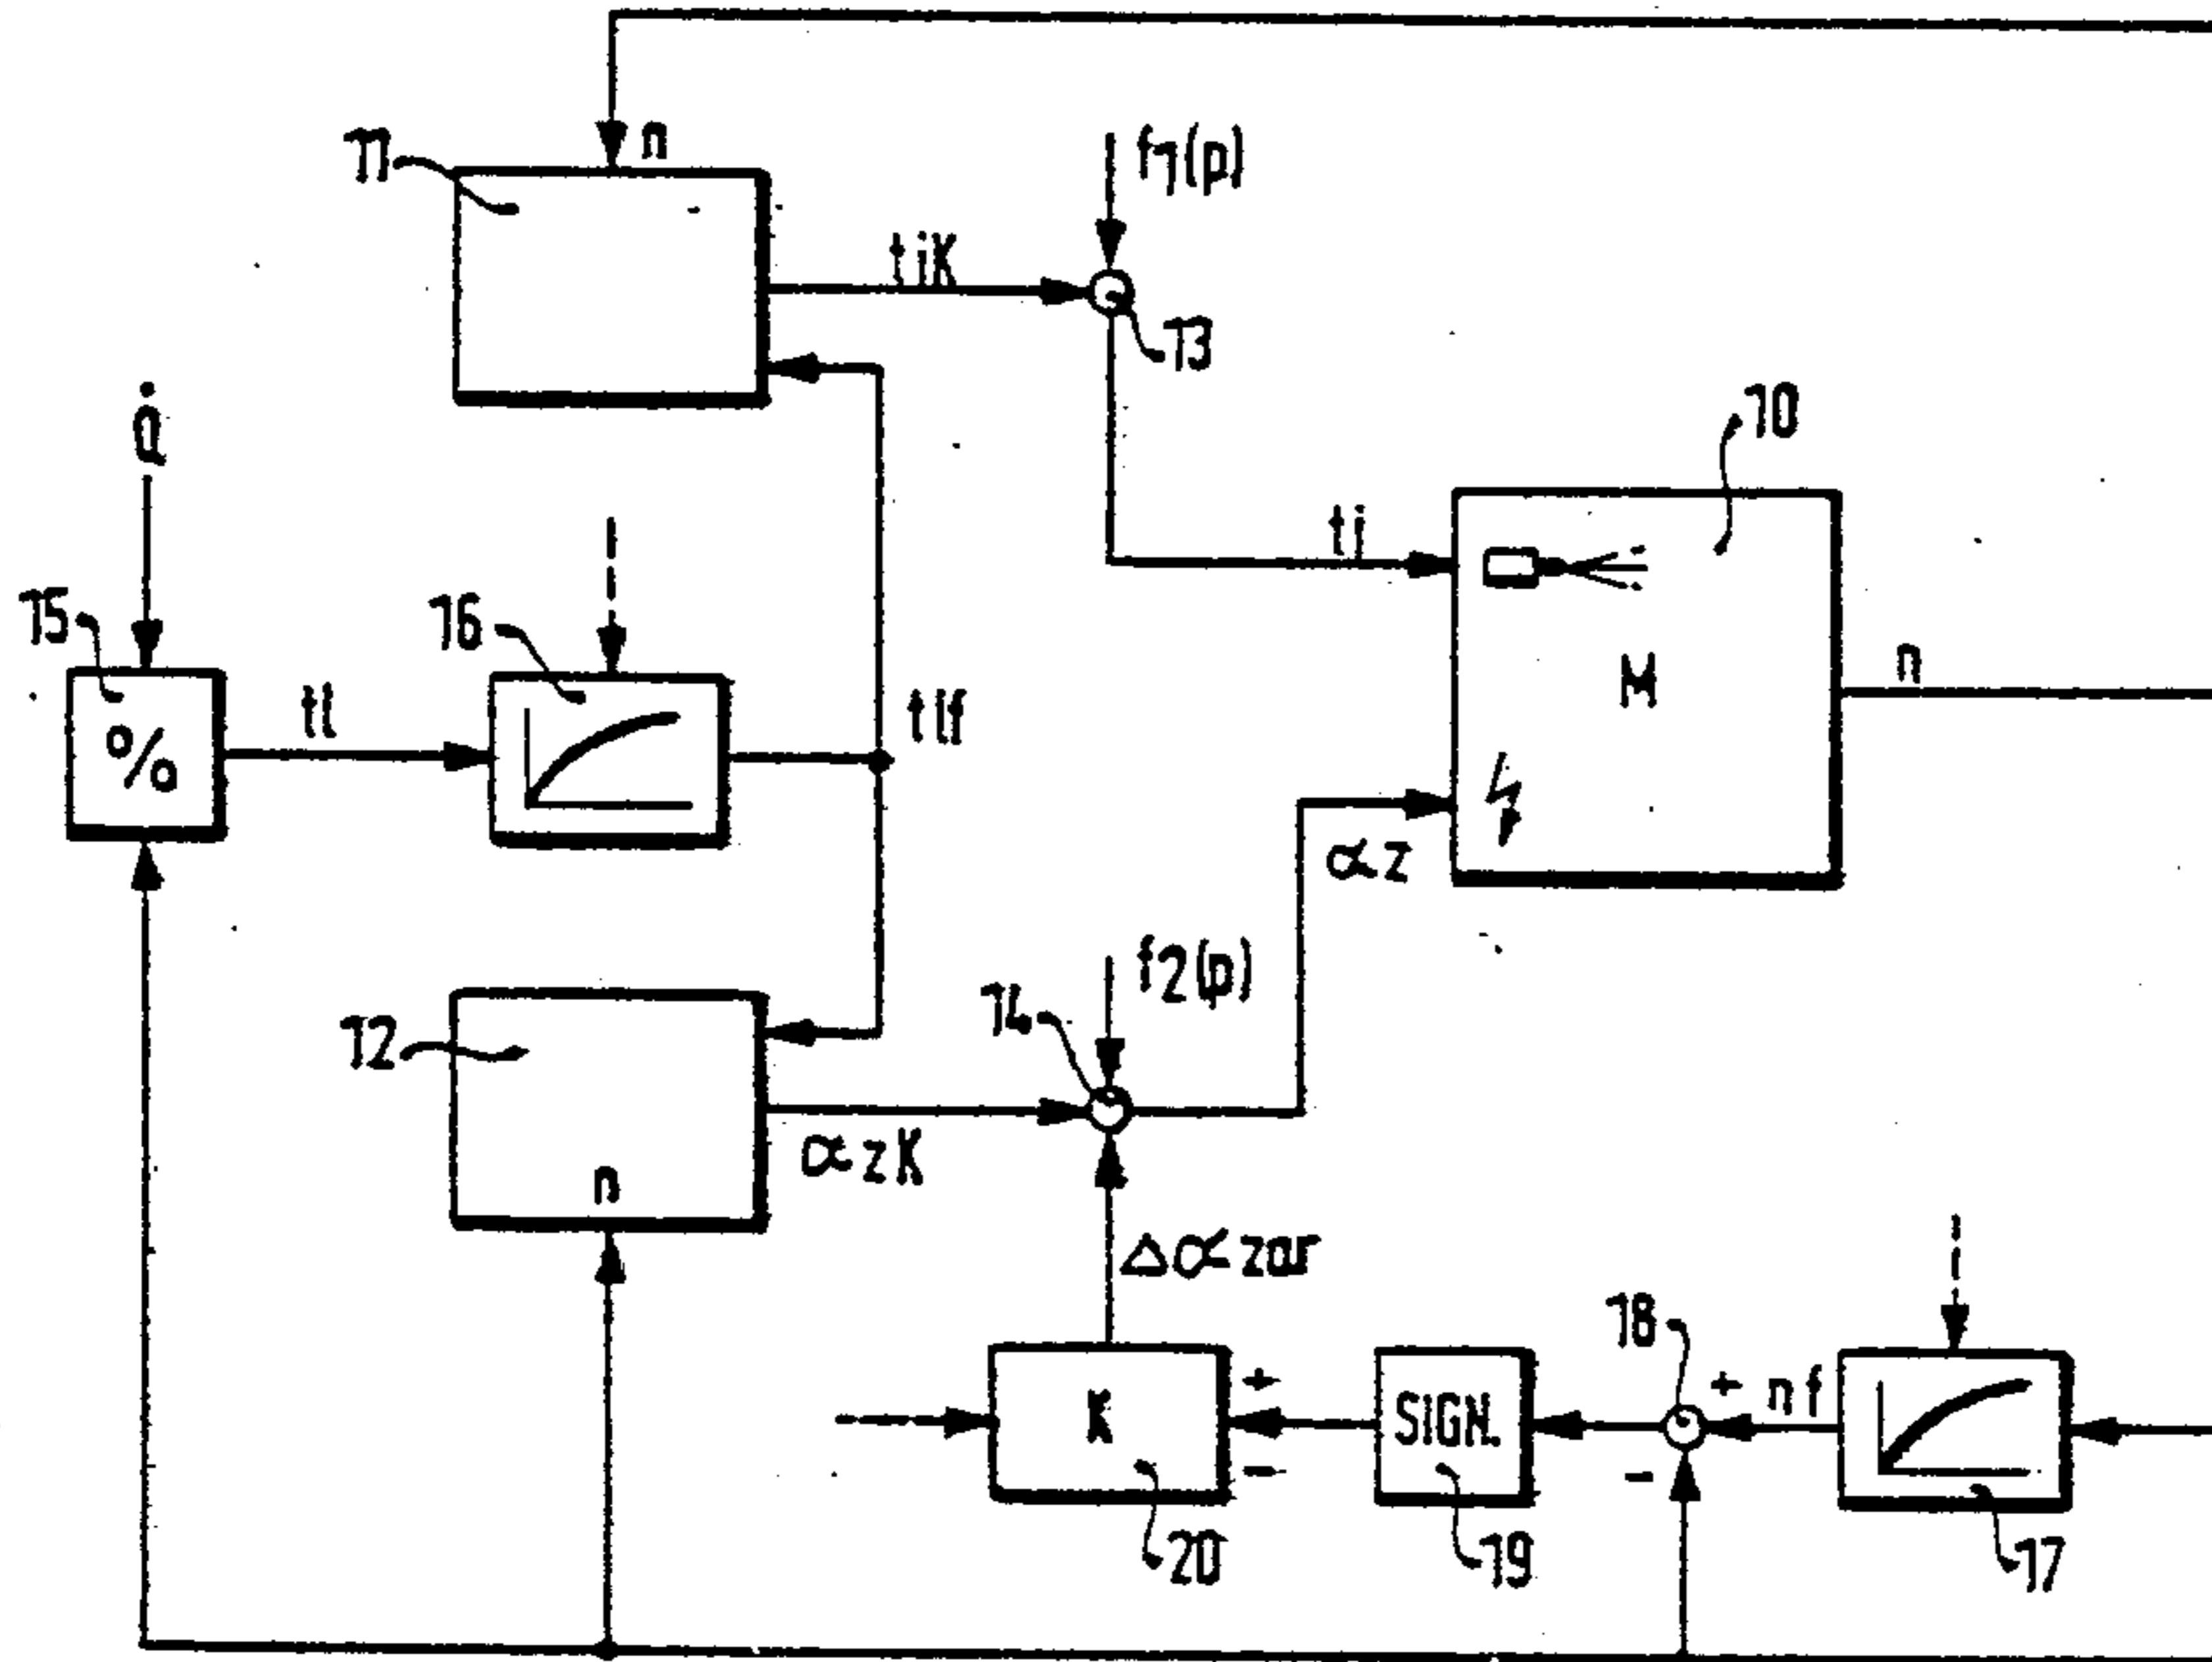 n
11
f1(p)
tiK
13
Q̇
10
ti
15
16
tl
tlf
%
M
n
αz
f2(p)
14
12
αzK
n
Δαzar
18
+
+ nf
K
SIGN.
-
-
20
19
17